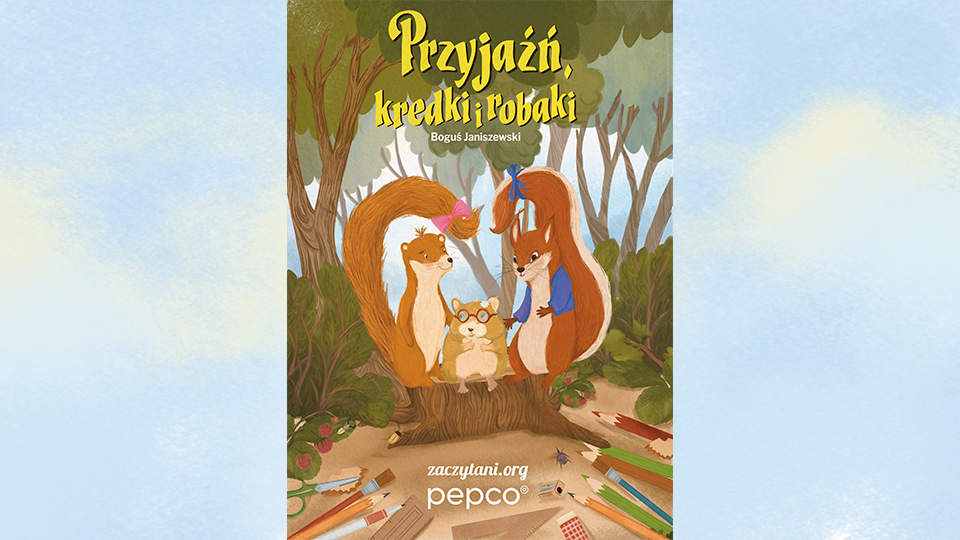 Przyjaźń,
kredki i robaki
Boguś Janiszewski
zaczytani.org
pepco